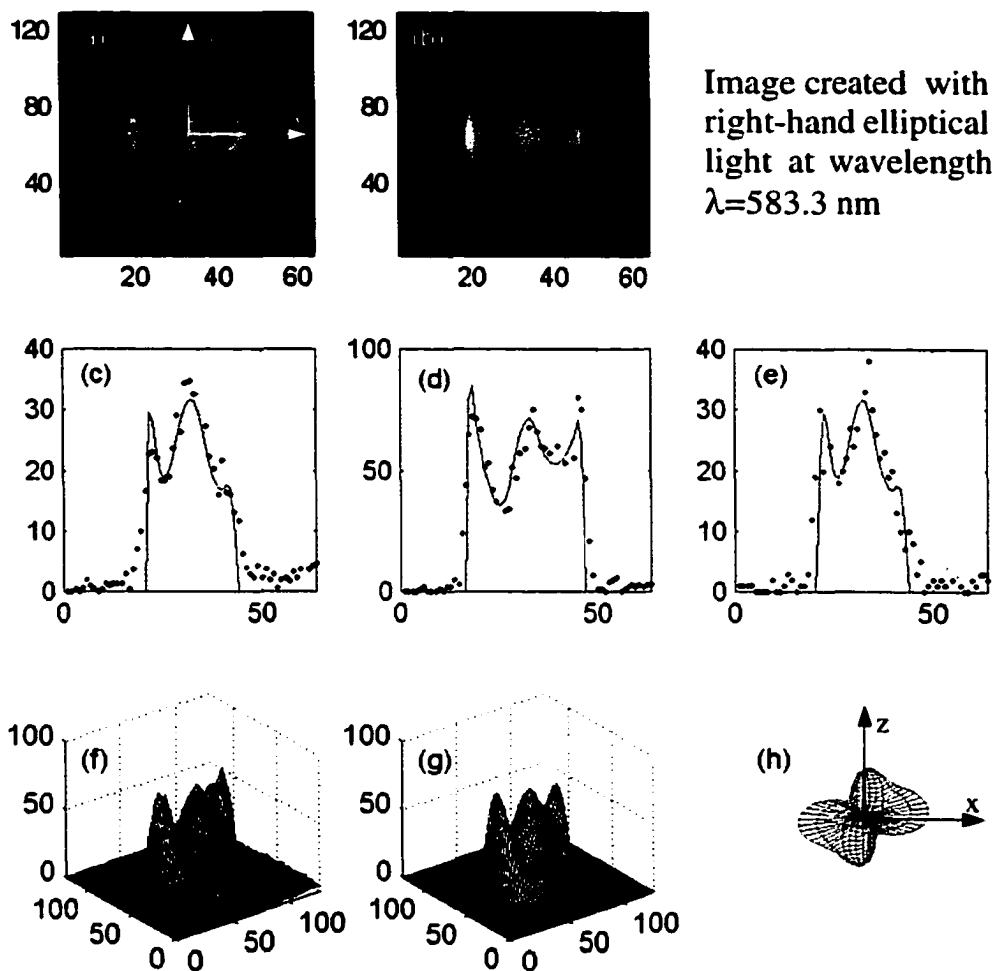 120
80
40
20 40 60
(b)
120
80
40
20 40 60
Image created with
right-hand elliptical
light at wavelength
λ=583.3 nm
(c)
40
30
20
10
0
0 50
(d)
100
50
0
0 50
(e)
40
30
20
10
0
0 50
(f)
100
50
0
100
50
0 0
50
100
(g)
100
50
0
100
50
0 0
50
100
(h)
z
x